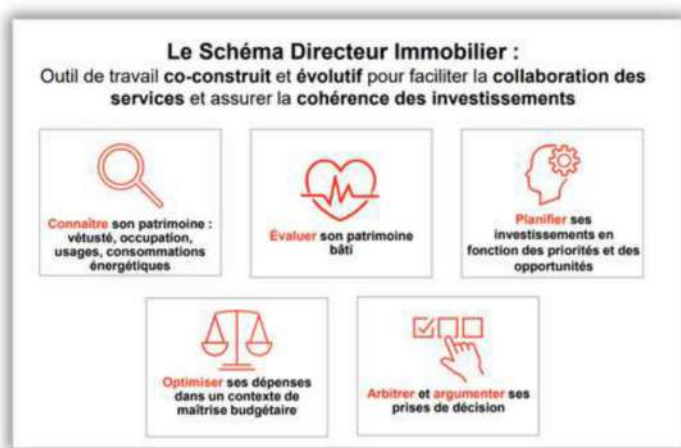 Le Schéma Directeur Immobilier :
Outil de travail co-construit et évolutif pour faciliter la collaboration des
services et assurer la cohérence des investissements
Connaître son patrimoine :
vétusté, occupation,
usages, consommations
énergétiques
Évaluer son patrimoine
bâti
Planifier ses
investissements en
fonction des priorités et des
opportunités
Optimiser ses dépenses
dans un contexte de
maîtrise budgétaire
Arbitrer et argumenter ses
prises de décision